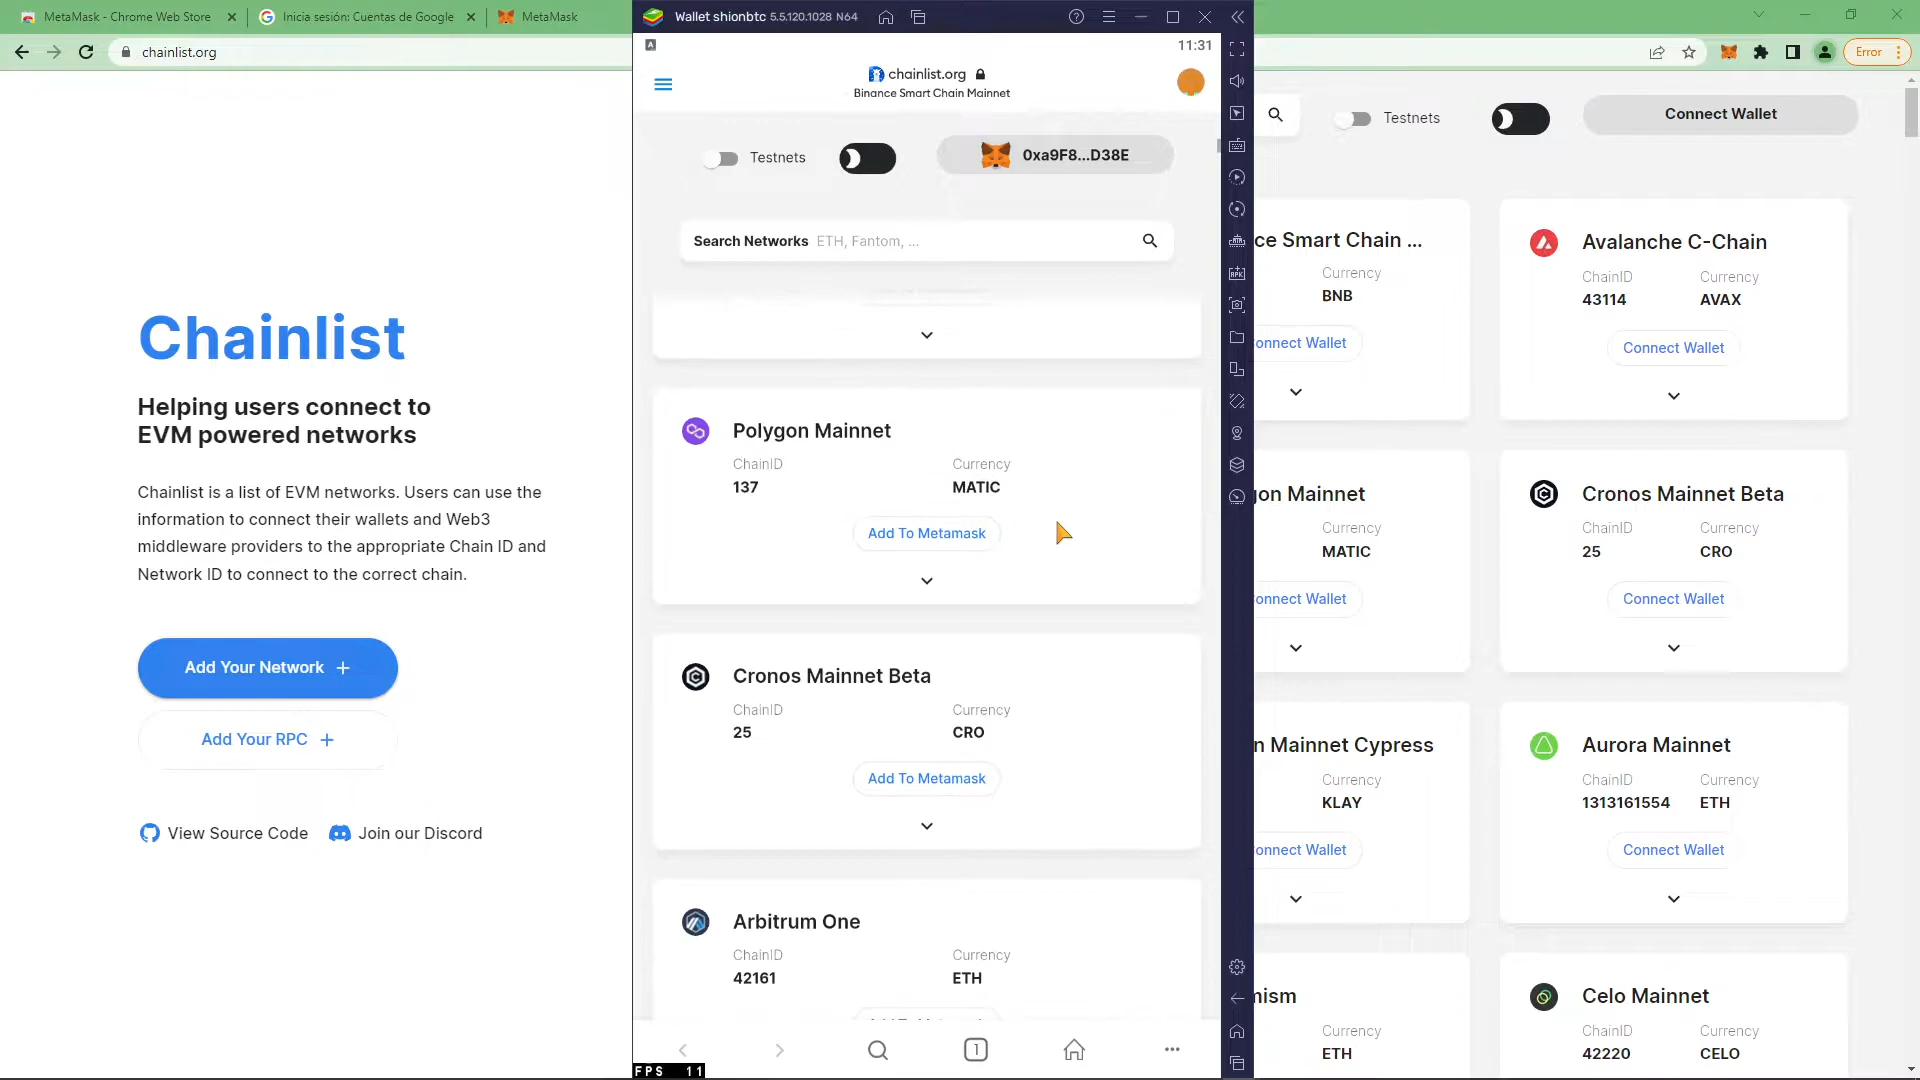 MetaMask - Chrome Web Store
Inicia sesión: Cuentas de Google
MetaMask
chainlist.org
Error
Chainlist
Helping users connect to
EVM powered networks
Chainlist is a list of EVM networks. Users can use the
information to connect their wallets and Web3
middleware providers to the appropriate Chain ID and
Network ID to connect to the correct chain.
Add Your Network +
Add Your RPC +
View Source Code
Join our Discord
Wallet shionbtc 5.5.120.1028 N64
A
11:31
chainlist.org
Binance Smart Chain Mainnet
Testnets
0xa9F8...D38E
Search Networks ETH, Fantom, ...
Polygon Mainnet
ChainID Currency
137 MATIC
Add To Metamask
Cronos Mainnet Beta
ChainID Currency
25 CRO
Add To Metamask
Arbitrum One
ChainID Currency
42161 ETH
1
FPS 11
APK
Testnets
Connect Wallet
ce Smart Chain ...
Currency
BNB
onnect Wallet
Avalanche C-Chain
ChainID Currency
43114 AVAX
Connect Wallet
gon Mainnet
Currency
MATIC
onnect Wallet
Cronos Mainnet Beta
ChainID Currency
25 CRO
Connect Wallet
n Mainnet Cypress
Currency
KLAY
onnect Wallet
Aurora Mainnet
ChainID Currency
1313161554 ETH
Connect Wallet
mism
Currency
ETH
Celo Mainnet
ChainID Currency
42220 CELO